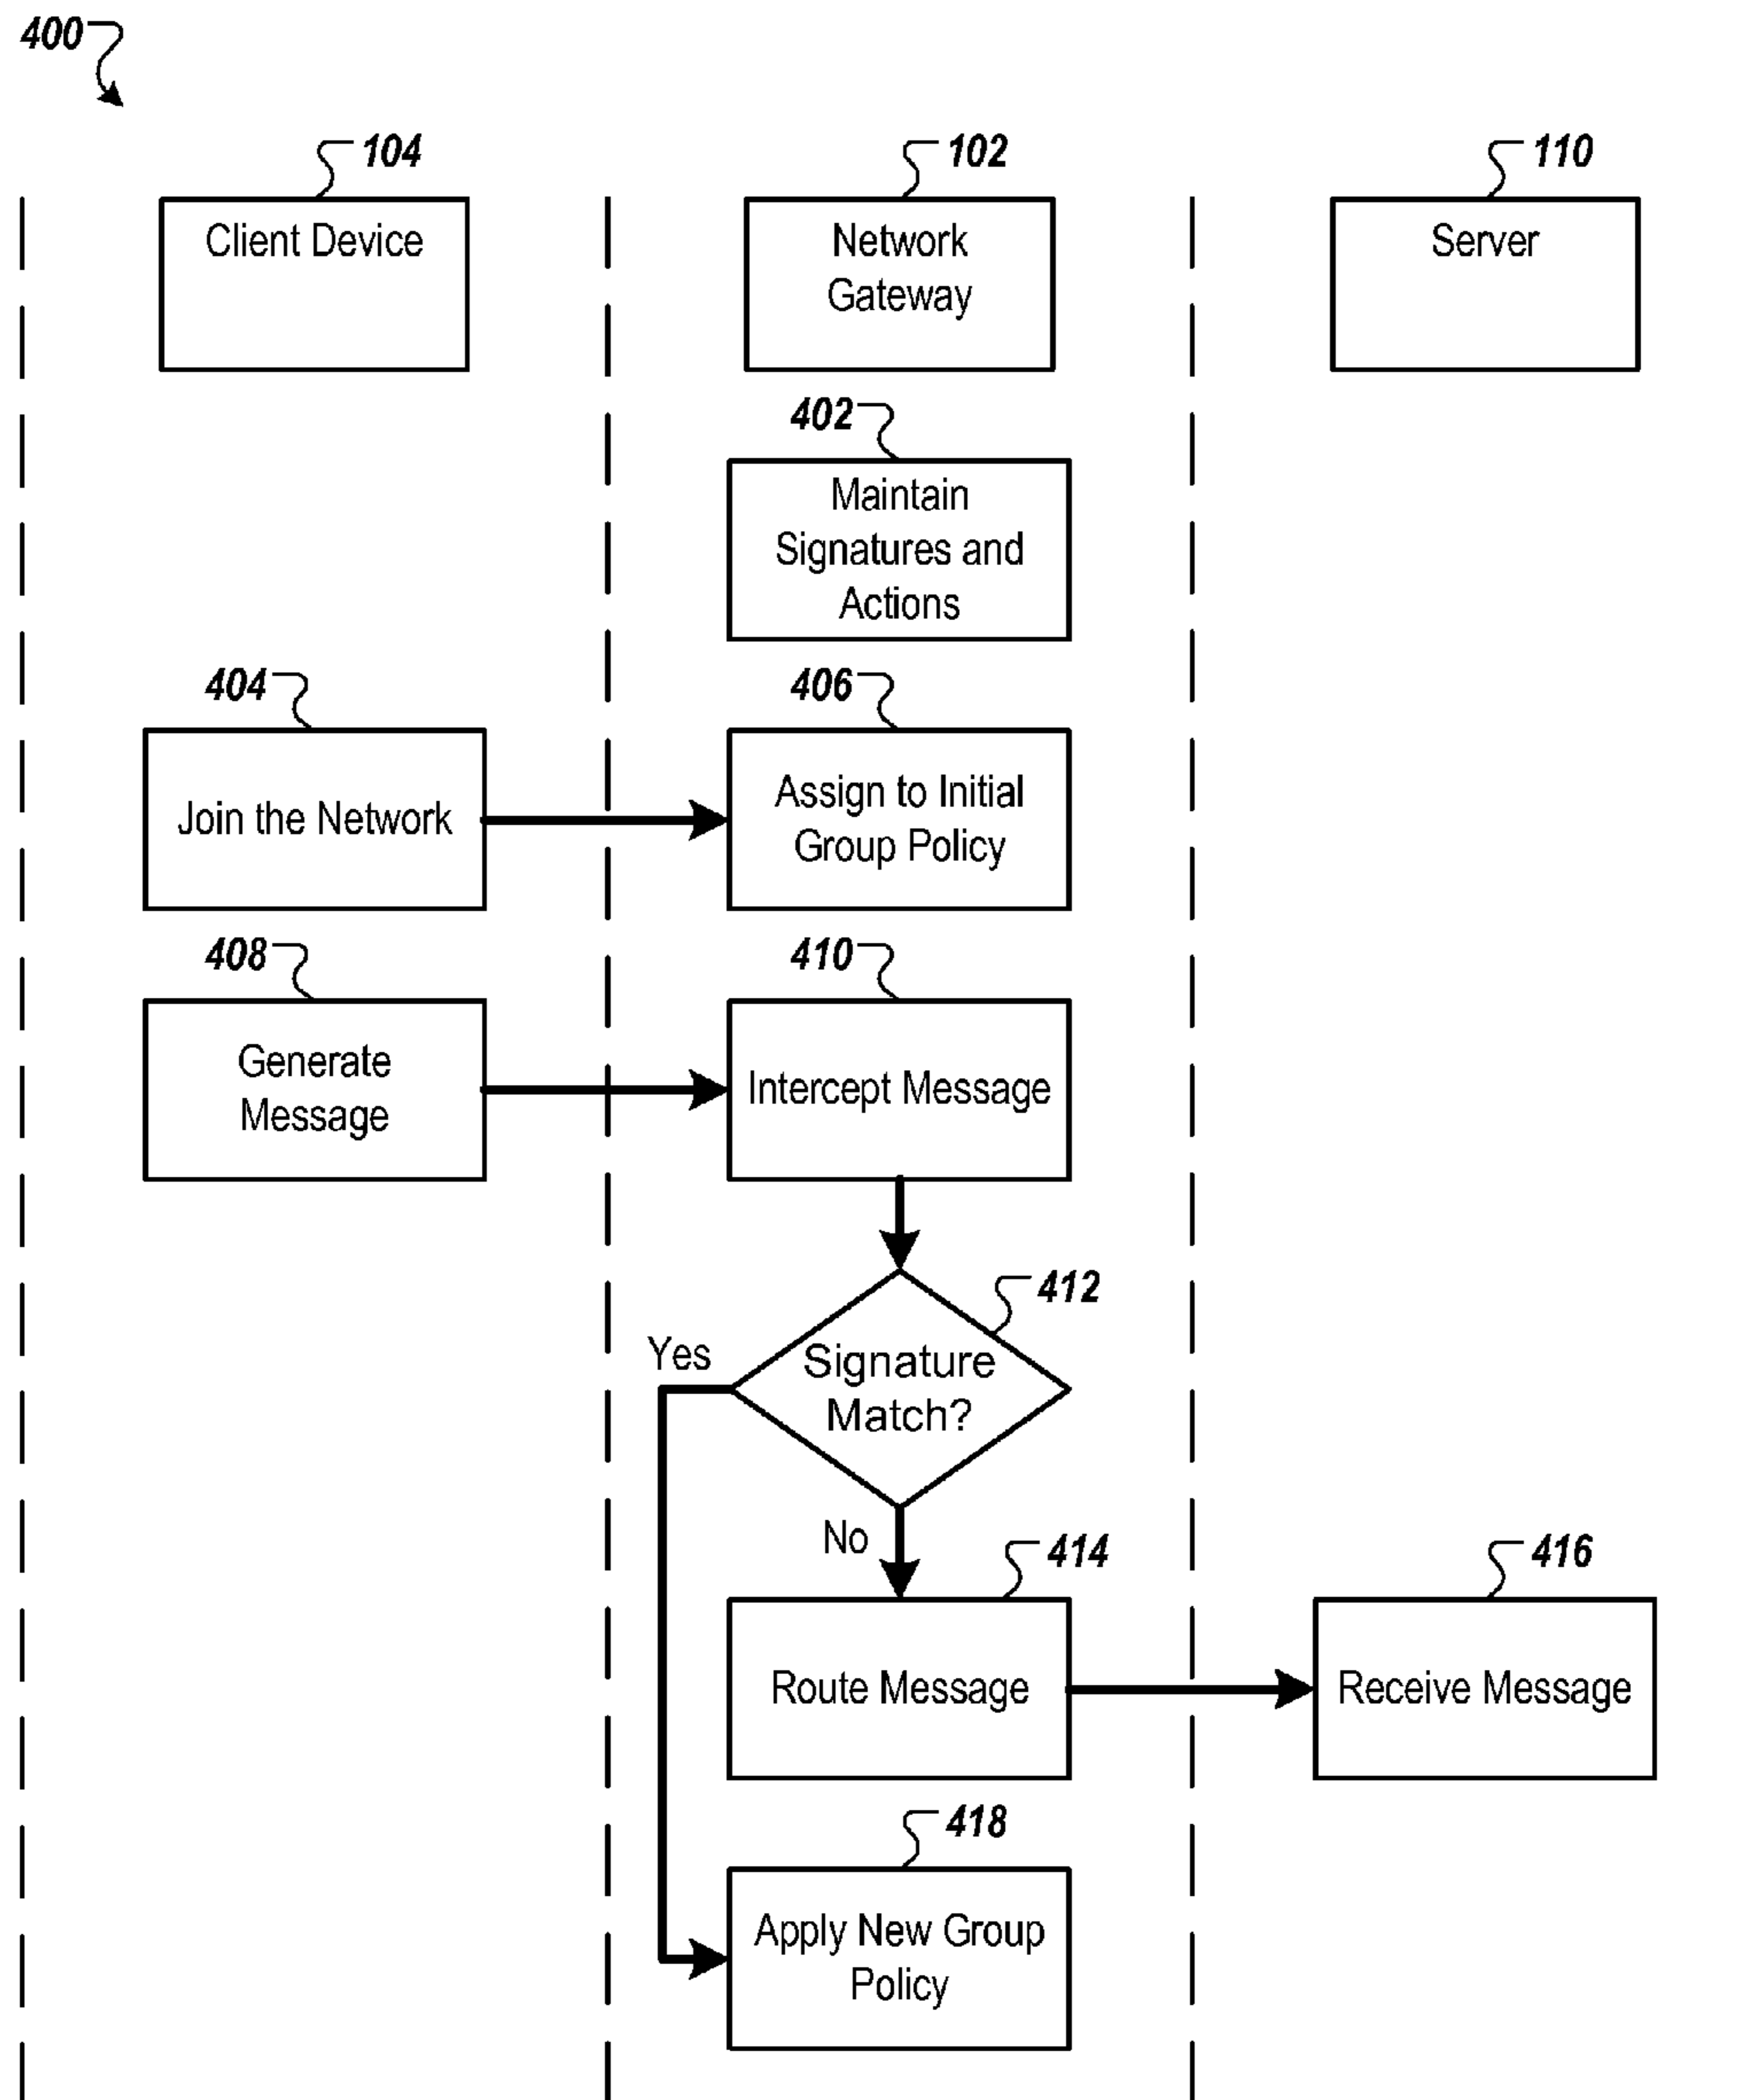 400
104
102
110
Client Device
Network
Gateway
Server
402
Maintain
Signatures and
Actions
404
406
Join the Network
Assign to Initial
Group Policy
408
410
Generate
Message
Intercept Message
412
Yes
Signature
Match?
No
414
416
Route Message
Receive Message
418
Apply New Group
Policy